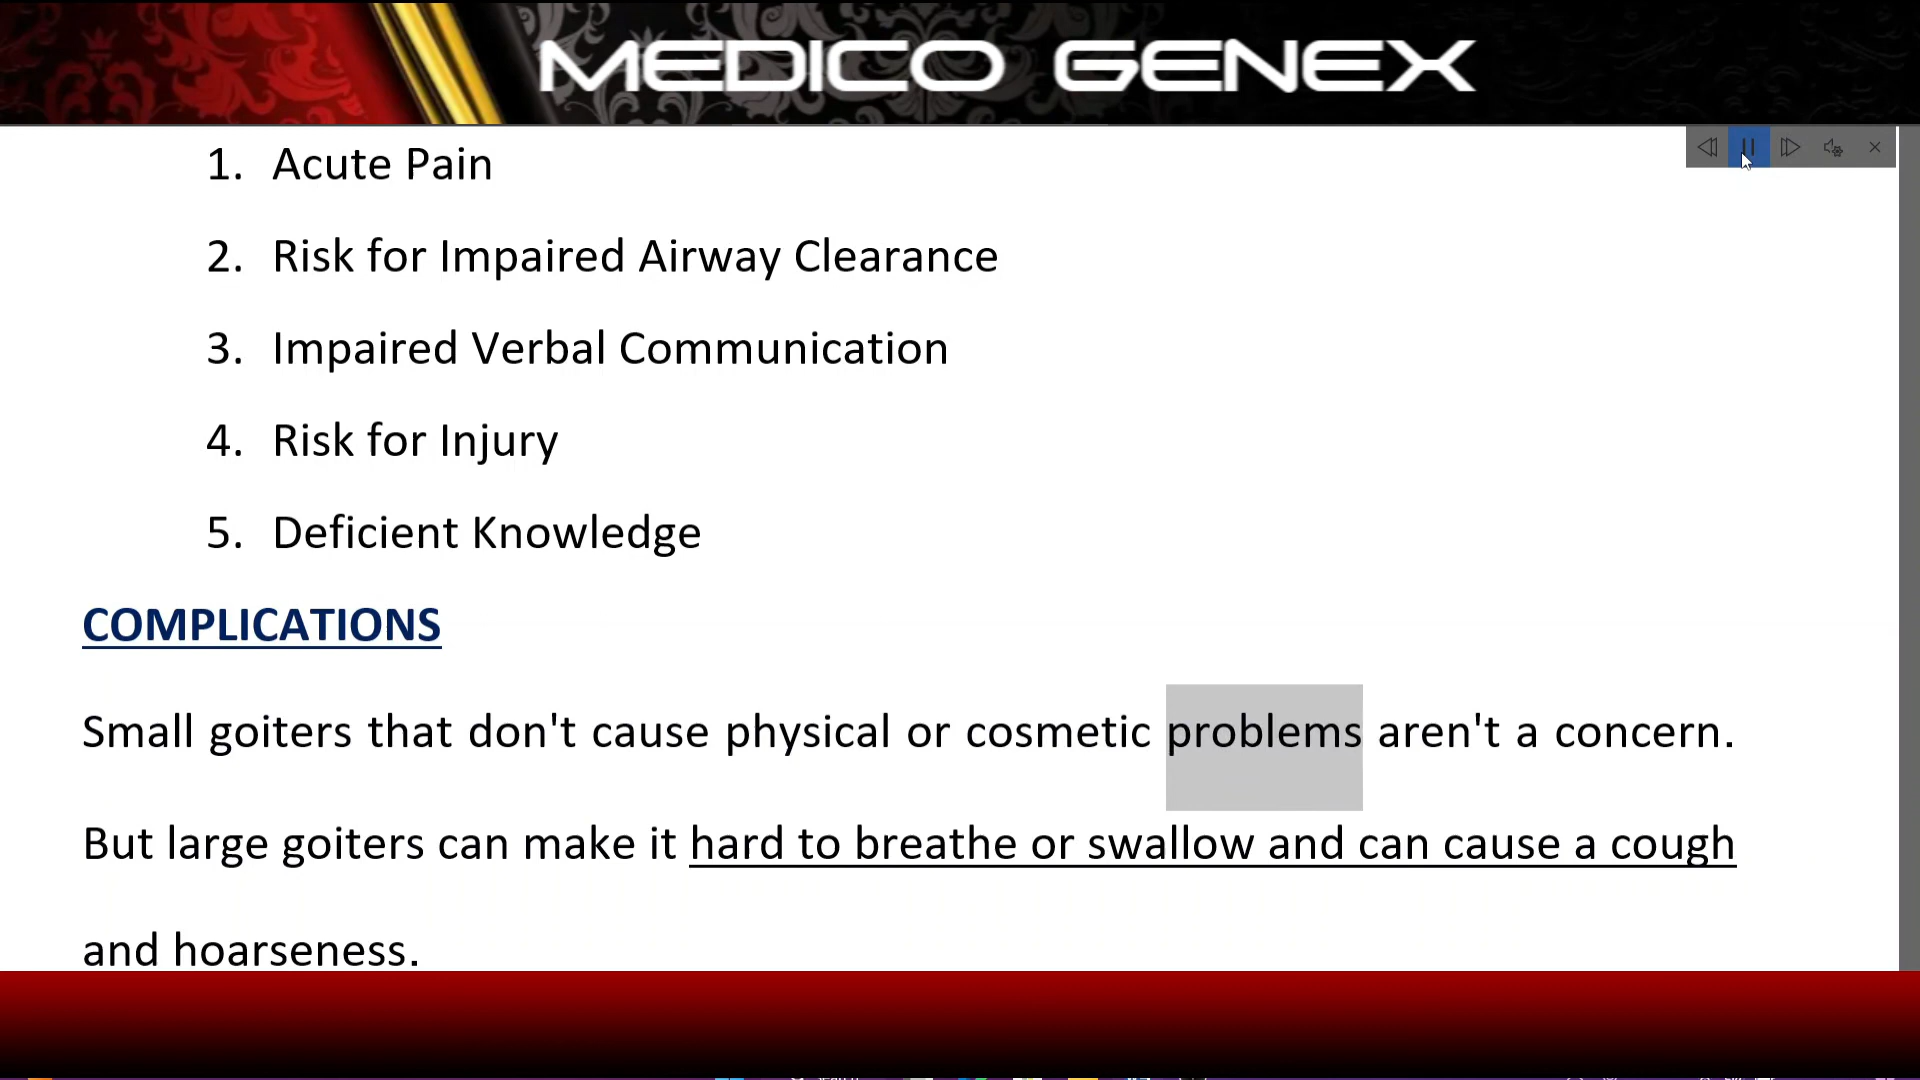 MEDICO GENEX
1. Acute Pain
2. Risk for Impaired Airway Clearance
3. Impaired Verbal Communication
4. Risk for Injury
5. Deficient Knowledge
COMPLICATIONS
Small goiters that don't cause physical or cosmetic problems aren't a concern.
But large goiters can make it hard to breathe or swallow and can cause a cough
and hoarseness.